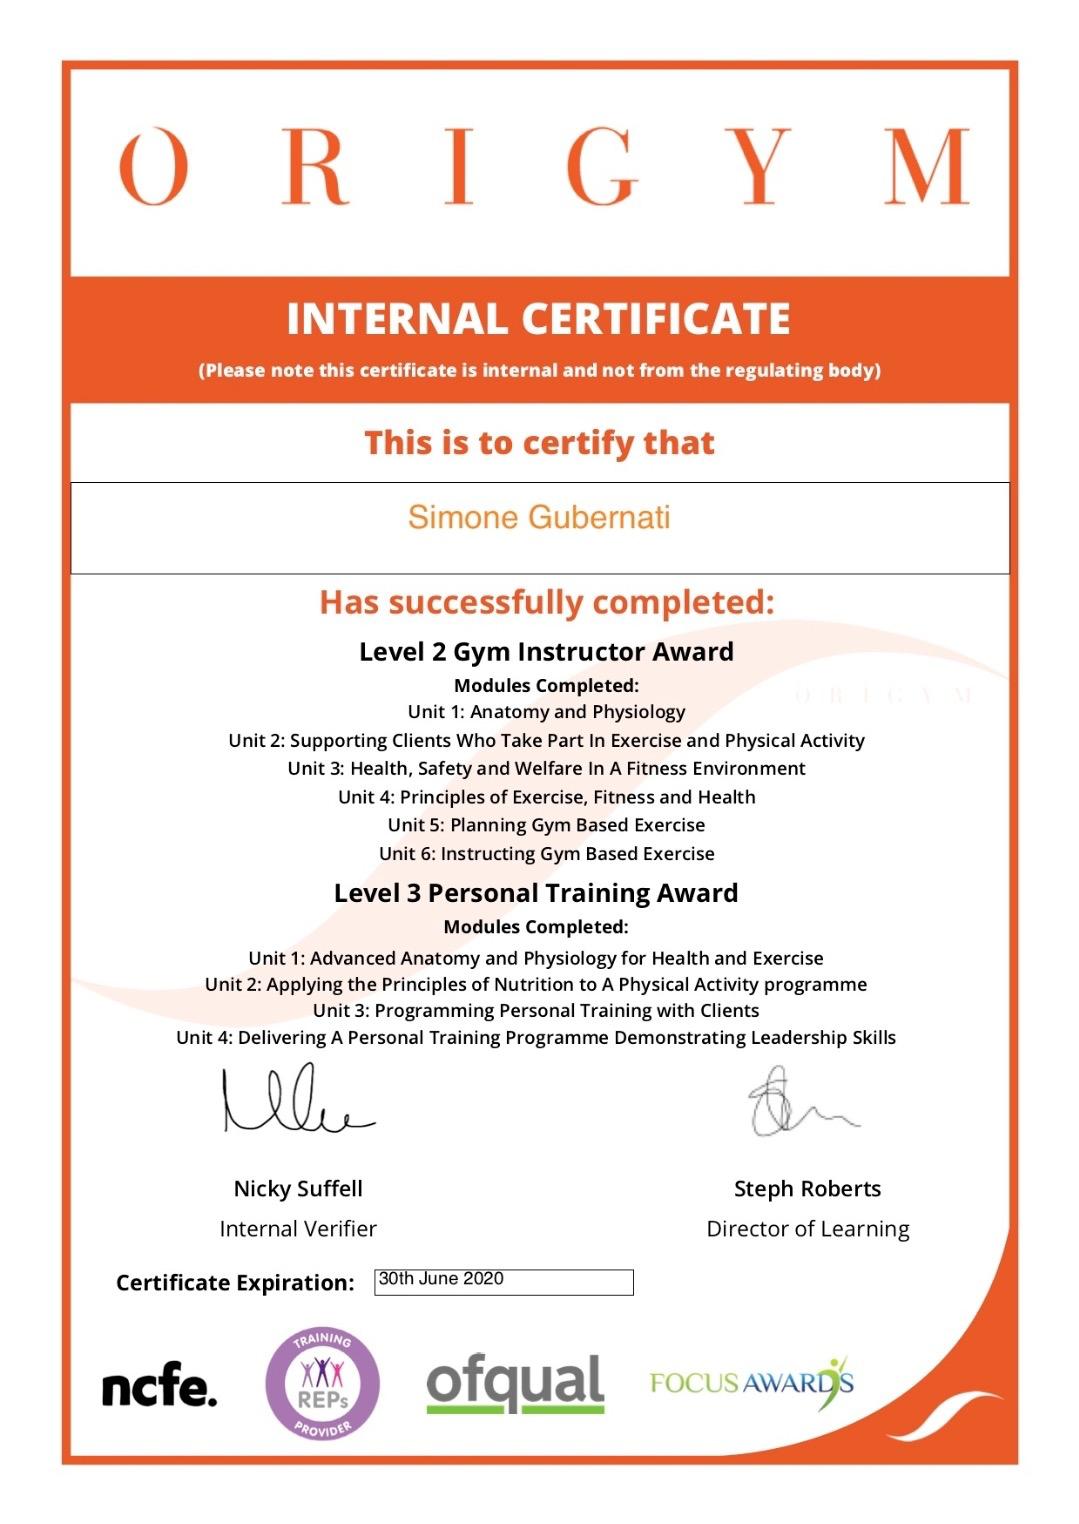 O R I G Y M
INTERNAL CERTIFICATE
(Please note this certificate is internal and not from the regulating body)
This is to certify that
Simone Gubernati
Has successfully completed:
Level 2 Gym Instructor Award
Modules Completed:
O R I G Y M
Unit 1: Anatomy and Physiology
Unit 2: Supporting Clients Who Take Part In Exercise and Physical Activity
Unit 3: Health, Safety and Welfare In A Fitness Environment
Unit 4: Principles of Exercise, Fitness and Health
Unit 5: Planning Gym Based Exercise
Unit 6: Instructing Gym Based Exercise
Level 3 Personal Training Award
Modules Completed:
Unit 1: Advanced Anatomy and Physiology for Health and Exercise
Unit 2: Applying the Principles of Nutrition to A Physical Activity programme
Unit 3: Programming Personal Training with Clients
Unit 4: Delivering A Personal Training Programme Demonstrating Leadership Skills
Nicky Suffell
Internal Verifier
Steph Roberts
Director of Learning
Certificate Expiration: 30th June 2020
ncfe.
TRAINING
REPs
PROVIDER
ofqual
FOCUS AWARDS